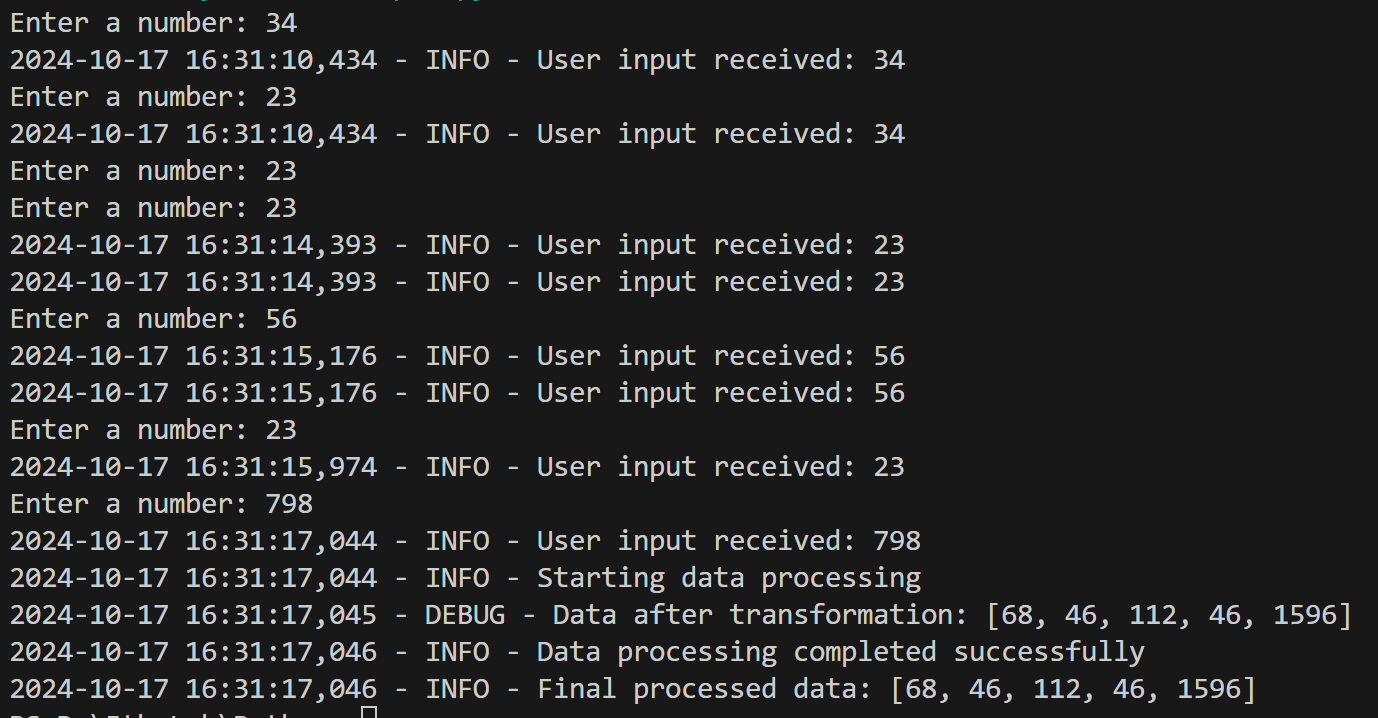 Enter a number: 34
2024-10-17 16:31:10,434 - INFO - User input received: 34
Enter a number: 23
2024-10-17 16:31:10,434 - INFO - User input received: 34
Enter a number: 23
Enter a number: 23
2024-10-17 16:31:14,393 - INFO - User input received: 23
2024-10-17 16:31:14,393 - INFO - User input received: 23
Enter a number: 56
2024-10-17 16:31:15,176 - INFO - User input received: 56
2024-10-17 16:31:15,176 - INFO - User input received: 56
Enter a number: 23
2024-10-17 16:31:15,974 - INFO - User input received: 23
Enter a number: 798
2024-10-17 16:31:17,044 - INFO - User input received: 798
2024-10-17 16:31:17,044 - INFO - Starting data processing
2024-10-17 16:31:17,045 - DEBUG - Data after transformation: [68, 46, 112, 46, 1596]
2024-10-17 16:31:17,046 - INFO - Data processing completed successfully
2024-10-17 16:31:17,046 - INFO - Final processed data: [68, 46, 112, 46, 1596]